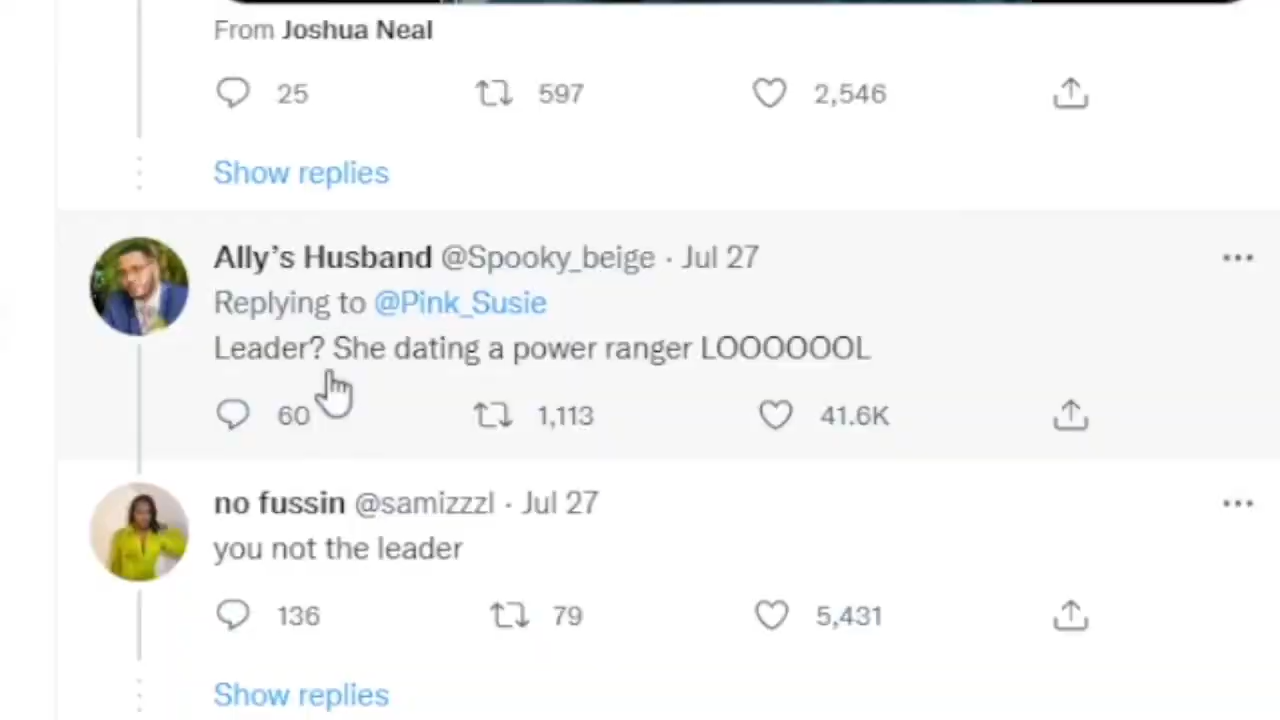 From Joshua Neal
25 597 2,546
Show replies
Ally's Husband @Spooky_beige · Jul 27
Replying to @Pink_Susie
Leader? She dating a power ranger LOOOOOOL
60 1,113 41.6K
no fussin @samizzzl · Jul 27
you not the leader
136 79 5,431
Show replies